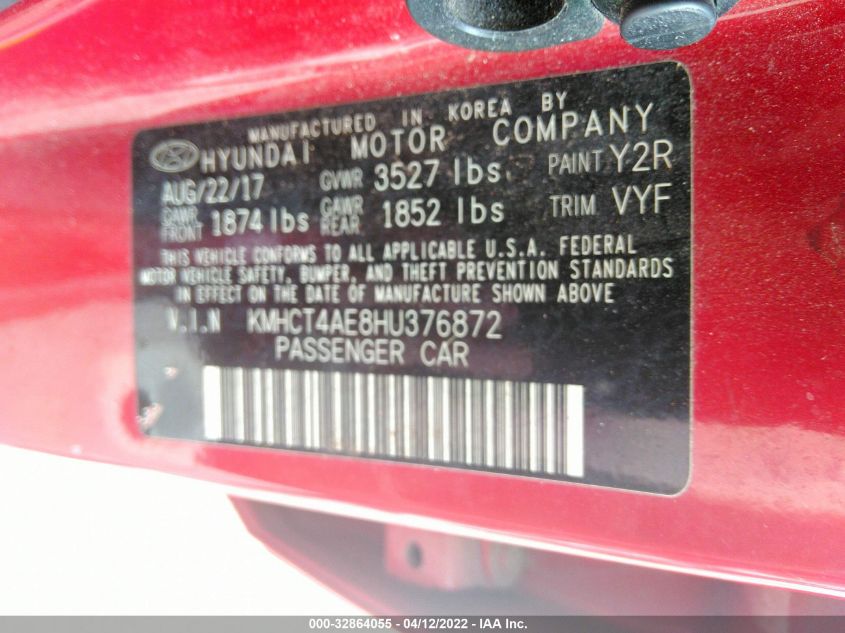 MANUFACTURED IN KOREA BY
HYUNDAI MOTOR COMPANY
AUG/22/17 GVWR 3527 lbs PAINT Y2R
GAWR FRONT 1874 lbs GAWR REAR 1852 lbs TRIM VYF
THIS VEHICLE CONFORMS TO ALL APPLICABLE U.S.A. FEDERAL
MOTOR VEHICLE SAFETY, BUMPER, AND THEFT PREVENTION STANDARDS
IN EFFECT ON THE DATE OF MANUFACTURE SHOWN ABOVE
V.I.N KMHCT4AE8HU376872
PASSENGER CAR
000-32864055 - 04/12/2022 - IAA Inc.